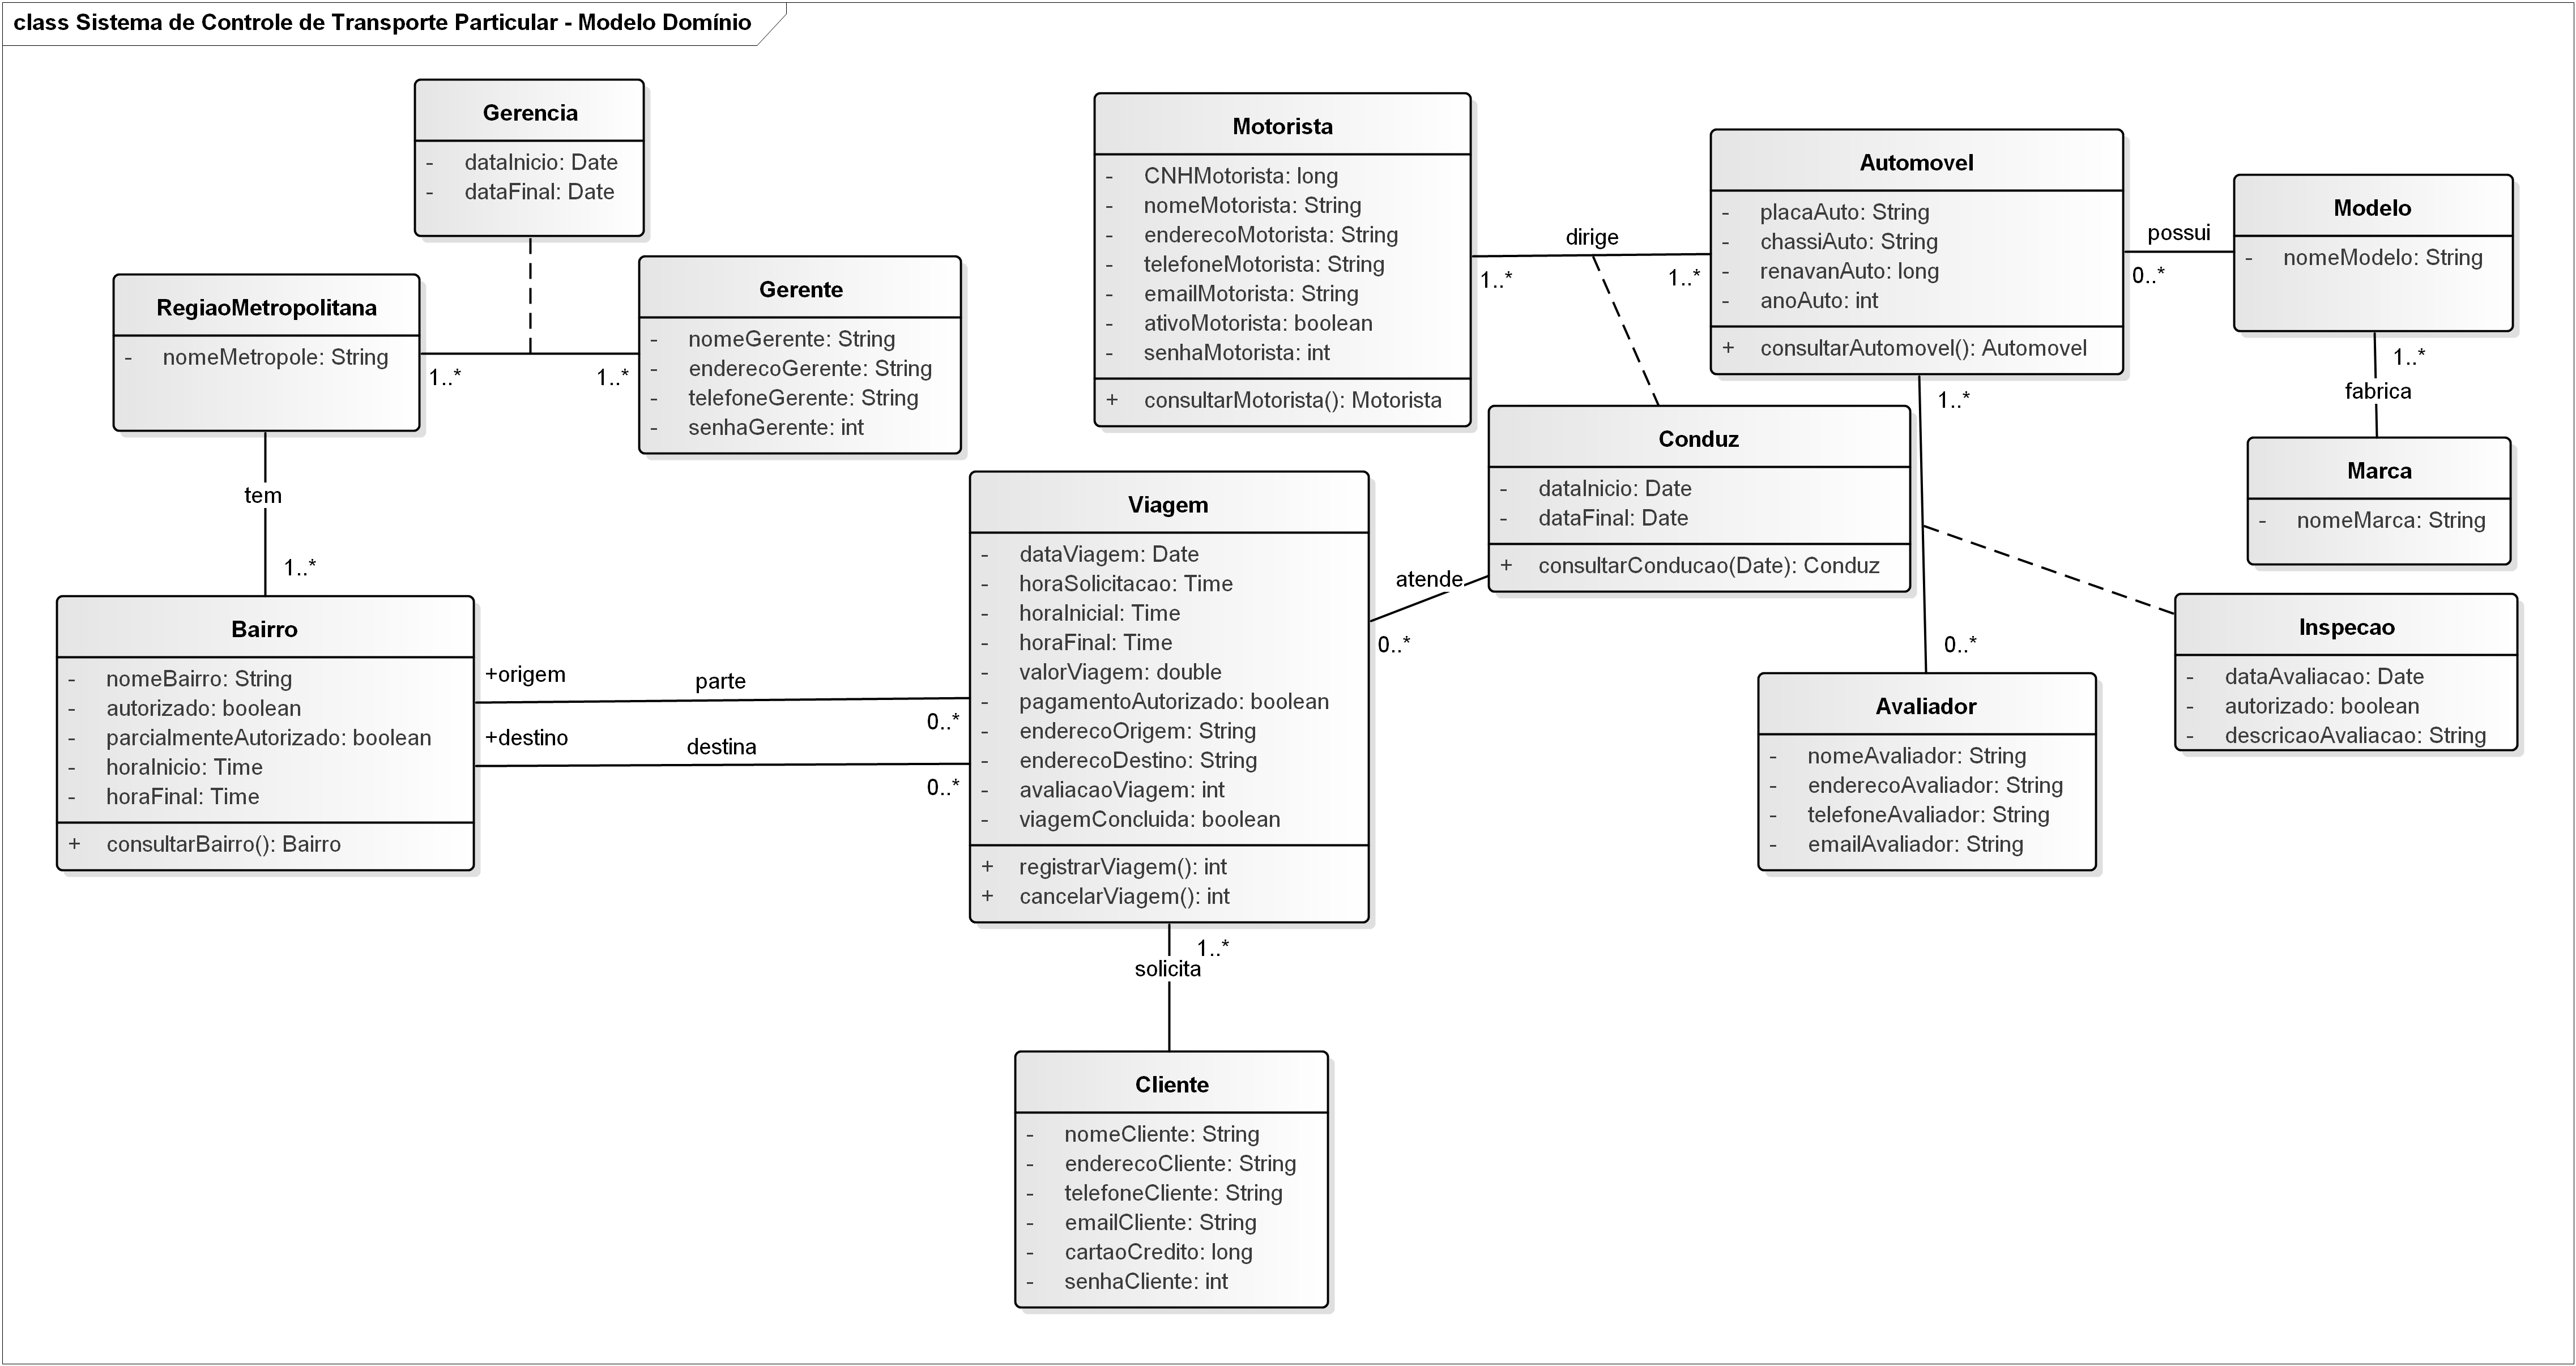 class Sistema de Controle de Transporte Particular - Modelo Domínio
Gerencia
- dataInicio: Date
- dataFinal: Date
RegiaoMetropolitana
- nomeMetropole: String
1..*
1..*
Gerente
- nomeGerente: String
- enderecoGerente: String
- telefoneGerente: String
- senhaGerente: int
tem
1..*
Bairro
- nomeBairro: String
- autorizado: boolean
- parcialmenteAutorizado: boolean
- horaInicio: Time
- horaFinal: Time
+ consultarBairro(): Bairro
+origem
parte
0..*
+destino
destina
0..*
Motorista
- CNHMotorista: long
- nomeMotorista: String
- enderecoMotorista: String
- telefoneMotorista: String
- emailMotorista: String
- ativoMotorista: boolean
- senhaMotorista: int
+ consultarMotorista(): Motorista
dirige
1..*
1..*
Automovel
- placaAuto: String
- chassiAuto: String
- renavanAuto: long
- anoAuto: int
+ consultarAutomovel(): Automovel
possui
0..*
Modelo
- nomeModelo: String
1..*
fabrica
Marca
- nomeMarca: String
Conduz
- dataInicio: Date
- dataFinal: Date
+ consultarConducao(Date): Conduz
atende
0..*
Viagem
- dataViagem: Date
- horaSolicitacao: Time
- horaInicial: Time
- horaFinal: Time
- valorViagem: double
- pagamentoAutorizado: boolean
- enderecoOrigem: String
- enderecoDestino: String
- avaliacaoViagem: int
- viagemConcluida: boolean
+ registrarViagem(): int
+ cancelarViagem(): int
1..*
0..*
Inspecao
- dataAvaliacao: Date
- autorizado: boolean
- descricaoAvaliacao: String
Avaliador
- nomeAvaliador: String
- enderecoAvaliador: String
- telefoneAvaliador: String
- emailAvaliador: String
1..*
solicita
Cliente
- nomeCliente: String
- enderecoCliente: String
- telefoneCliente: String
- emailCliente: String
- cartaoCredito: long
- senhaCliente: int